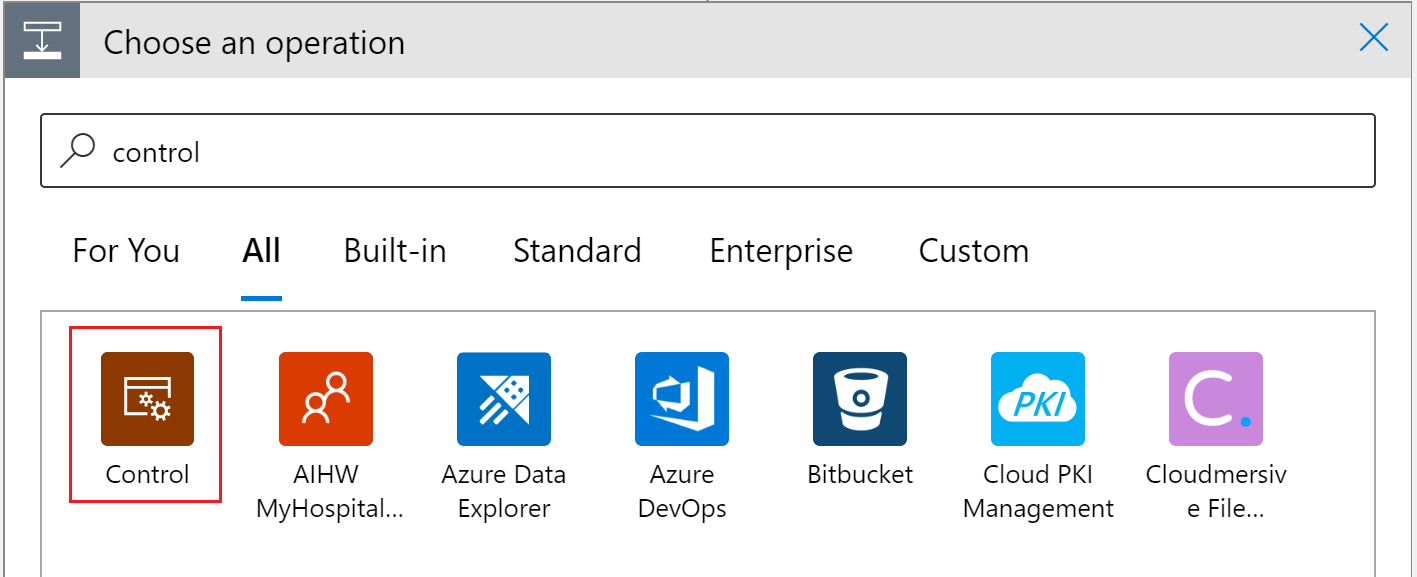 Choose an operation
control
For You All Built-in Standard Enterprise Custom
PKI
Control AIHW Azure Data Azure Bitbucket Cloud PKI Cloudmersiv
MyHospital... Explorer DevOps Management e File...